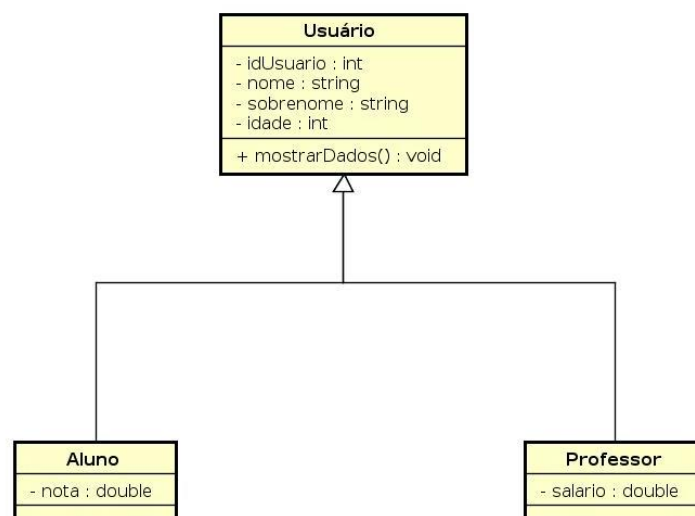 Usuário
- idUsuario : int
- nome : string
- sobrenome : string
- idade : int
+ mostrarDados() : void
Aluno
- nota : double
Professor
- salario : double